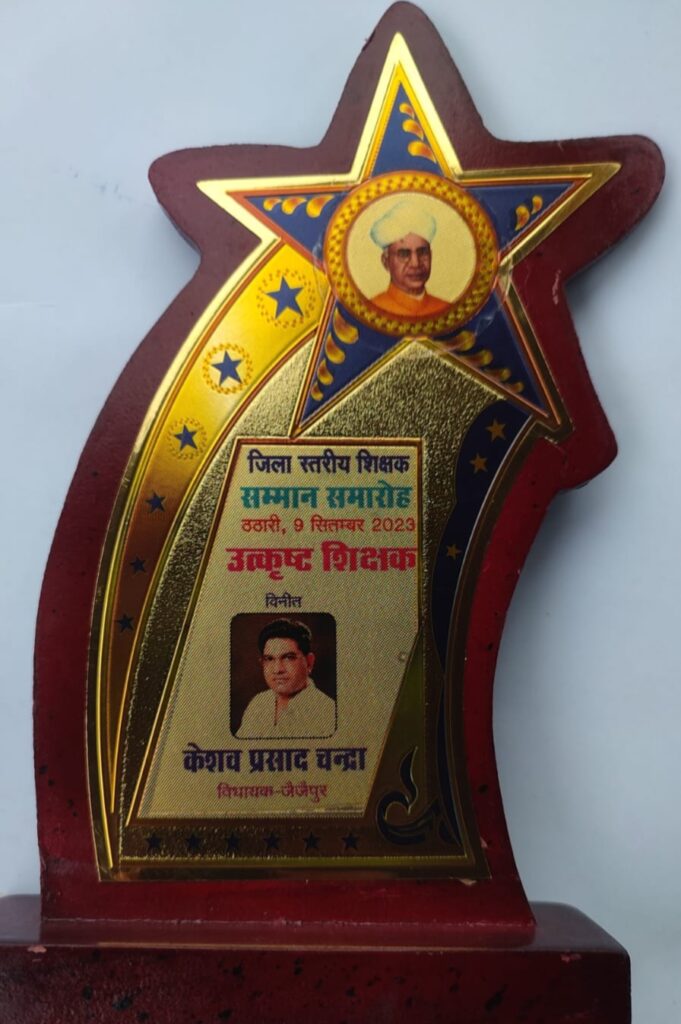 जिला स्तरीय शिक्षक
सम्मान समारोह
ठठारी, 9 सितम्बर 2023
उत्कृष्ट शिक्षक
विनीत
केशव प्रसाद चन्द्रा
विधायक-जैजैपुर